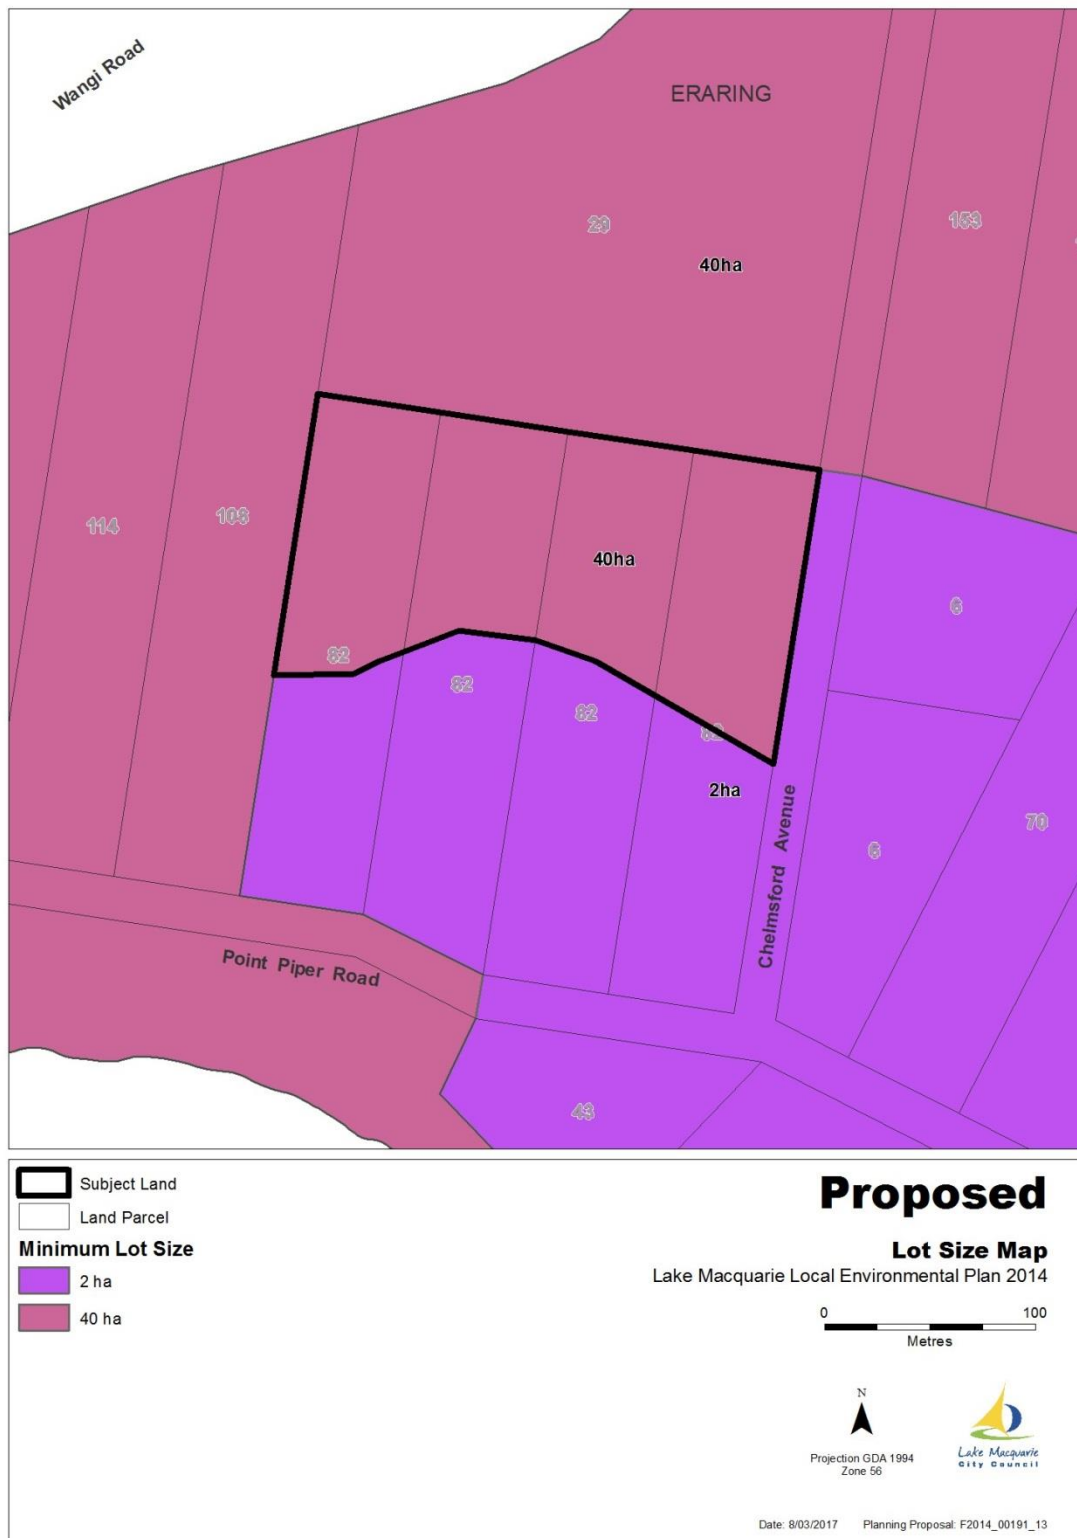 Wangi Road
ERARING
29
153
40ha
114
108
40ha
6
82
82
82
82
2ha
70
6
Chelmsford Avenue
Point Piper Road
43
Subject Land
Land Parcel
Minimum Lot Size
2 ha
40 ha
Proposed
Lot Size Map
Lake Macquarie Local Environmental Plan 2014
0 100
Metres
N
Projection GDA 1994
Zone 56
Lake Macquarie
City Council
Date: 8/03/2017 Planning Proposal: F2014_00191_13